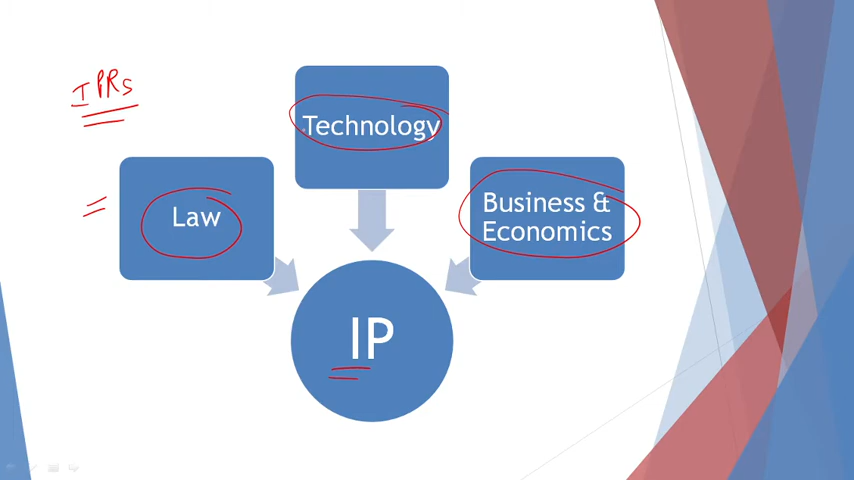 IPRs
Technology
=
Law
Business &
Economics
IP